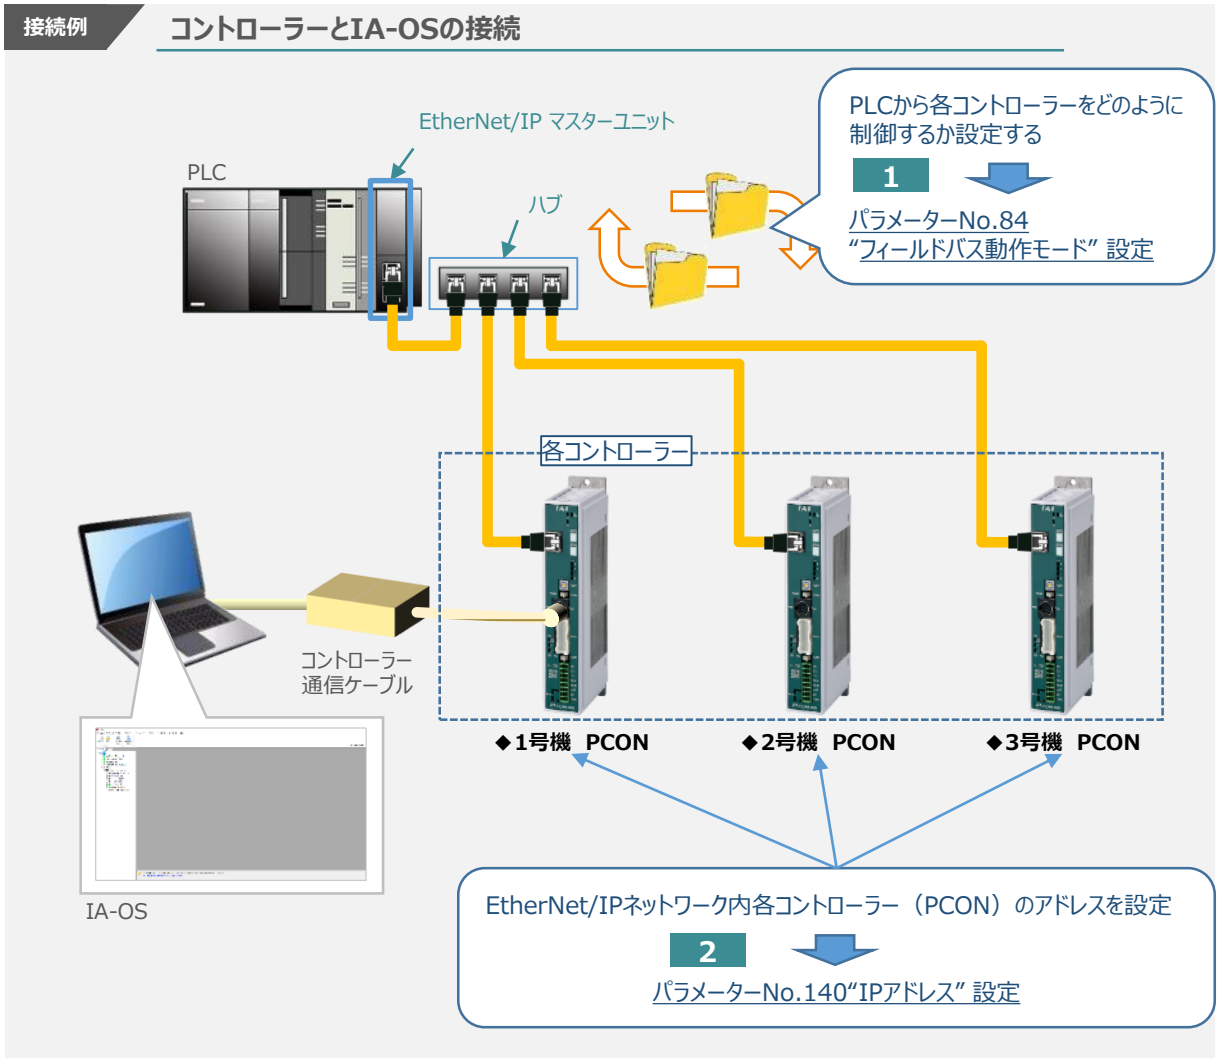 接続例
コントローラーとIA-OSの接続
PLCから各コントローラーをどのように
制御するか設定する
1
パラメーターNo.84
“フィールドバス動作モード” 設定
EtherNet/IP マスターユニット
PLC
ハブ
各コントローラー
コントローラー
通信ケーブル
◆1号機 PCON
◆2号機 PCON
◆3号機 PCON
IA-OS
EtherNet/IPネットワーク内各コントローラー（PCON）のアドレスを設定
2
パラメーターNo.140“IPアドレス” 設定